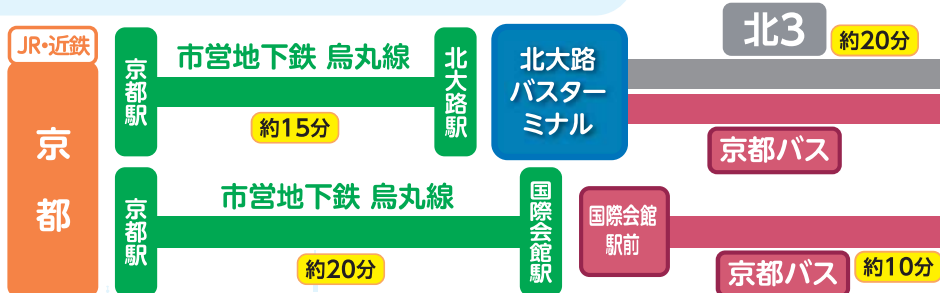 JR・近鉄
京都
京都駅
市営地下鉄 烏丸線
約15分
北大路駅
北大路
バスター
ミナル
北3
約20分
京都バス
京都駅
市営地下鉄 烏丸線
約20分
国際会館駅
国際会館
駅前
京都バス
約10分